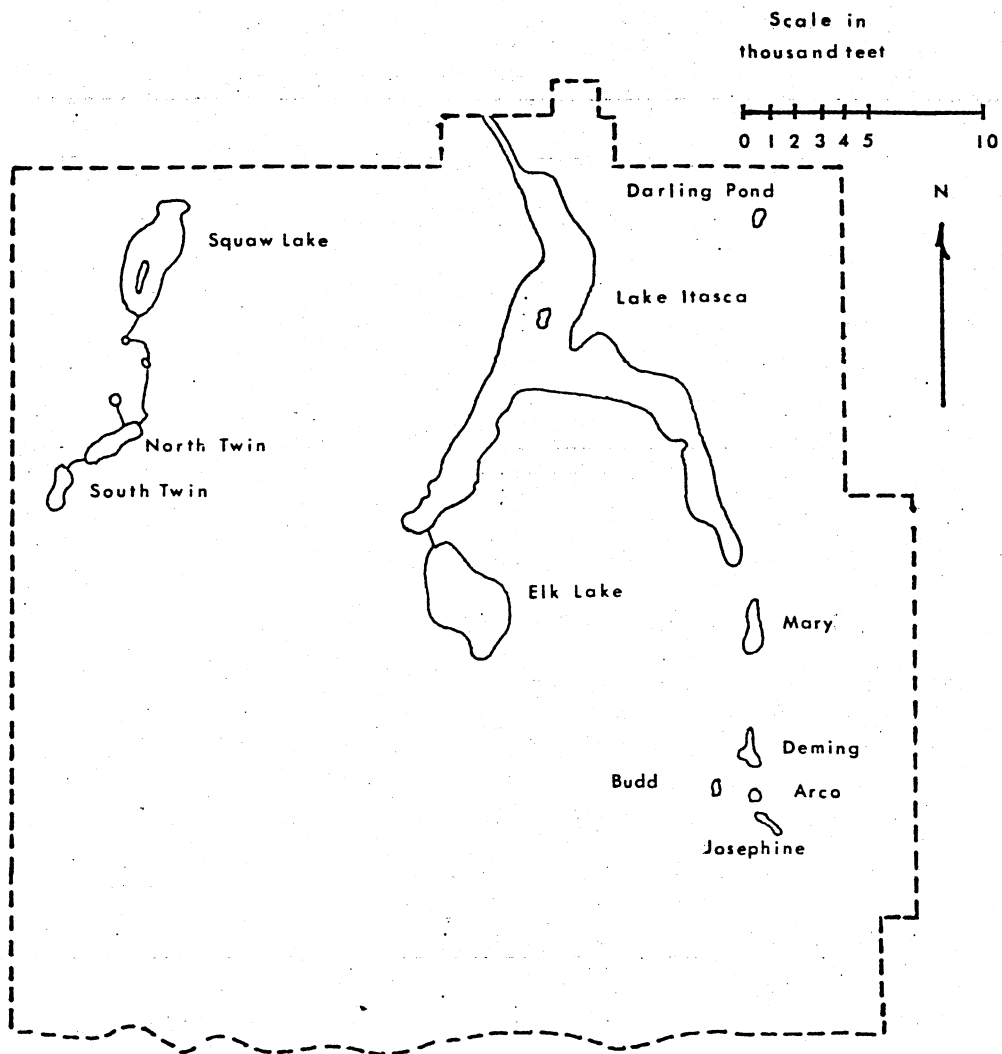 Scale in
thousand teet
0 1 2 3 4 5 10
N
Darling Pond
Squaw Lake
Lake Itasca
North Twin
South Twin
Elk Lake
Mary
Deming
Budd
Arco
Josephine